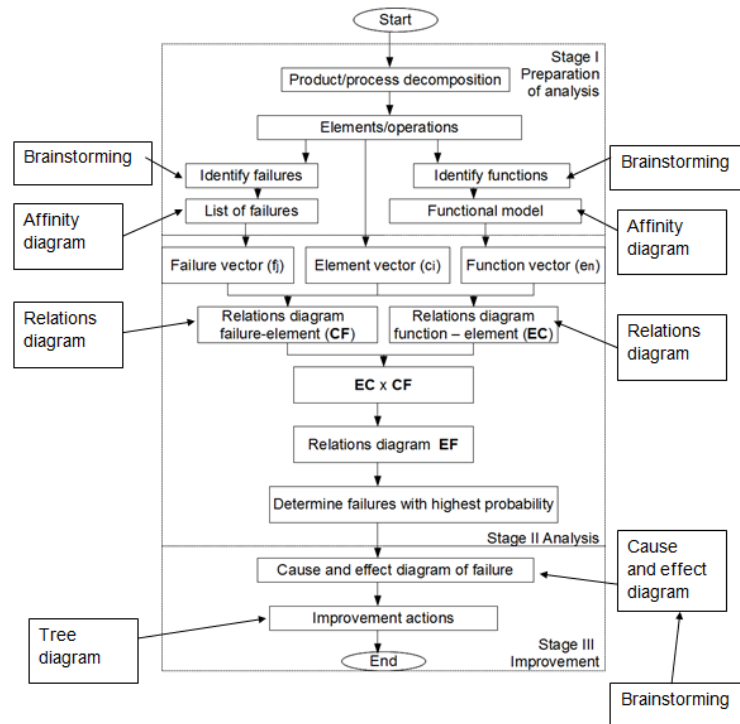 Start
Stage I
Preparation
of analysis
Product/process decomposition
Elements/operations
Brainstorming
Identify failures
Identify functions
Brainstorming
Affinity
diagram
List of failures
Functional model
Affinity
diagram
Failure vector (fj)
Element vector (ci)
Function vector (en)
Relations
diagram
Relations diagram
failure-element (CF)
Relations diagram
function – element (EC)
Relations
diagram
EC x CF
Relations diagram EF
Determine failures with highest probability
Stage II Analysis
Cause and effect diagram of failure
Cause
and effect
diagram
Improvement actions
Tree
diagram
Stage III
Improvement
End
Brainstorming